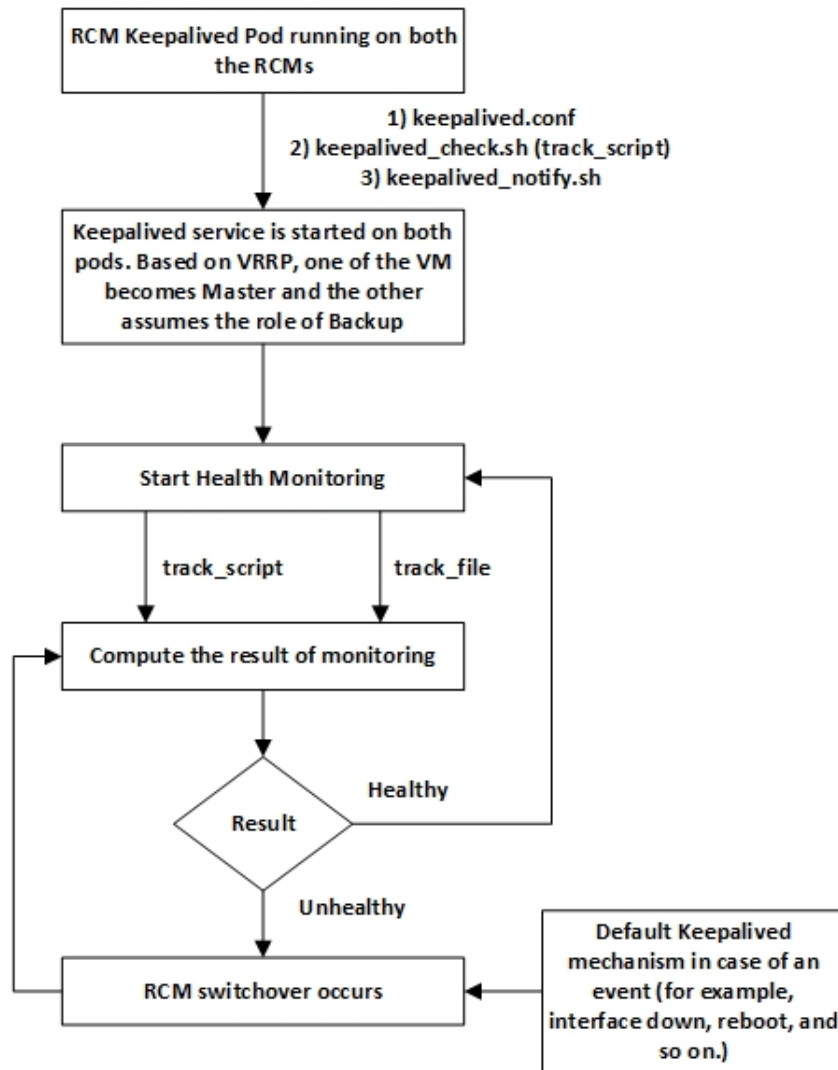 RCM Keepalived Pod running on both
the RCMs
1) keepalived.conf
2) keepalived_check.sh (track_script)
3) keepalived_notify.sh
Keepalived service is started on both
pods. Based on VRRP, one of the VM
becomes Master and the other
assumes the role of Backup
Start Health Monitoring
track_script
track_file
Compute the result of monitoring
Healthy
Result
Unhealthy
RCM switchover occurs
Default Keepalived
mechanism in case of an
event (for example,
interface down, reboot, and
so on.)